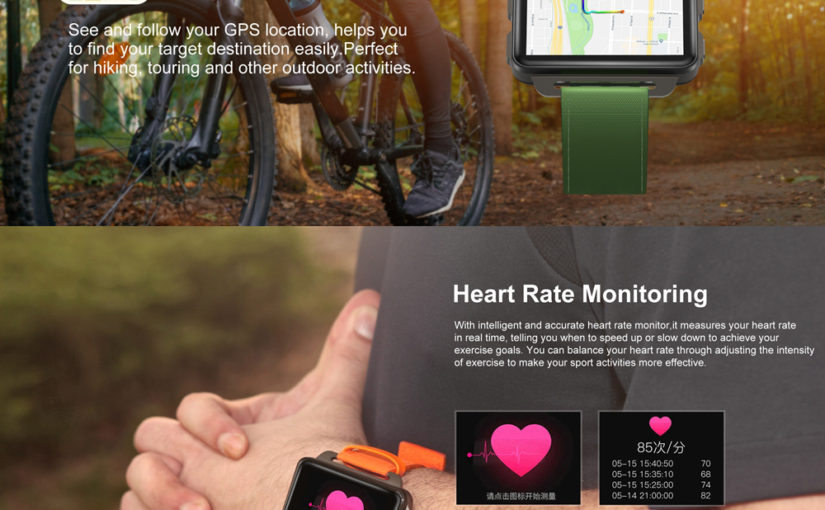 See and follow your GPS location, helps you
to find your target destination easily.Perfect
for hiking, touring and other outdoor activities.
Heart Rate Monitoring
With intelligent and accurate heart rate monitor,it measures your heart rate
in real time, telling you when to speed up or slow down to achieve your
exercise goals. You can balance your heart rate through adjusting the intensity
of exercise to make your sport activities more effective.
请点击图标开始测量
85次/分
05-15 15:40:50 70
05-15 15:35:10 68
05-15 15:25:00 74
05-14 21:00:00 82